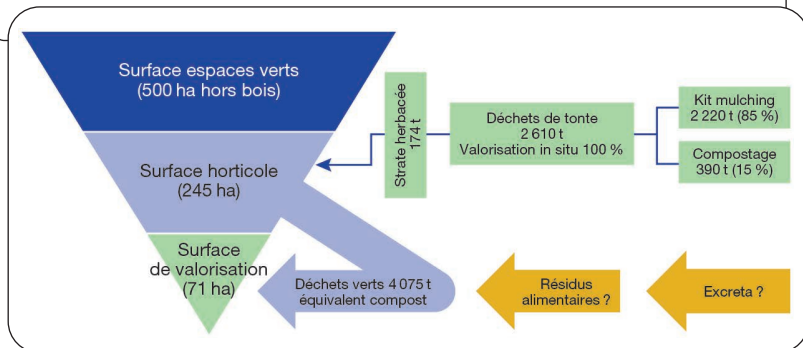 Surface espaces verts
(500 ha hors bois)
Surface horticole
(245 ha)
Surface
de valorisation
(71 ha)
Strate herbacée
174 t
Déchets de tonte
2 610 t
Valorisation in situ 100 %
Kit mulching
2 220 t (85 %)
Compostage
390 t (15 %)
Déchets verts 4 075 t
équivalent compost
Résidus
alimentaires ?
Excreta ?